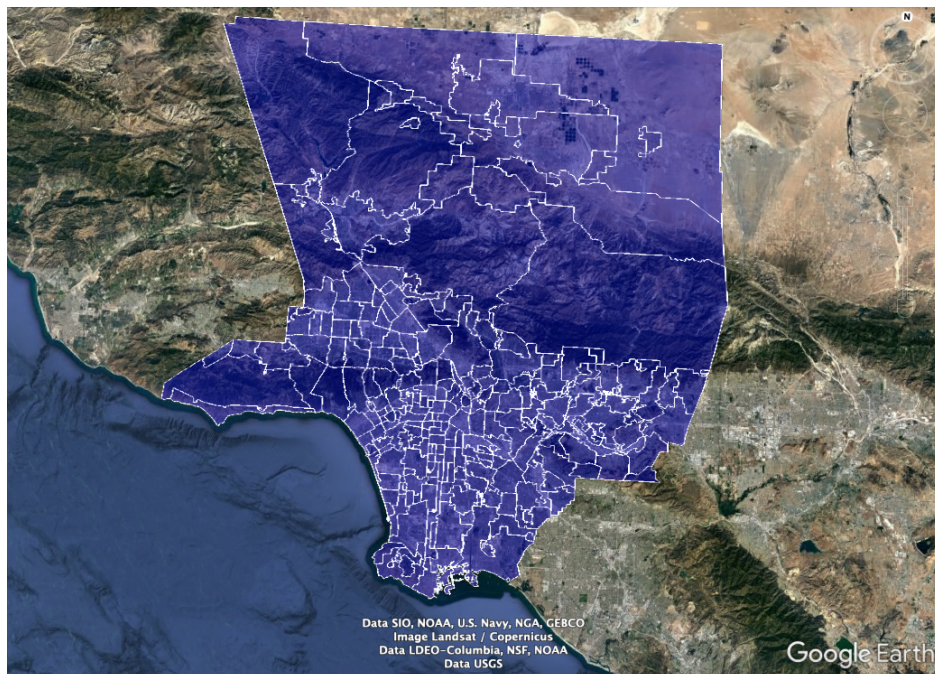 N
Data SIO, NOAA, U.S. Navy, NGA, GEBCO
Image Landsat / Copernicus
Data LDEO-Columbia, NSF, NOAA
Data USGS
Google Earth